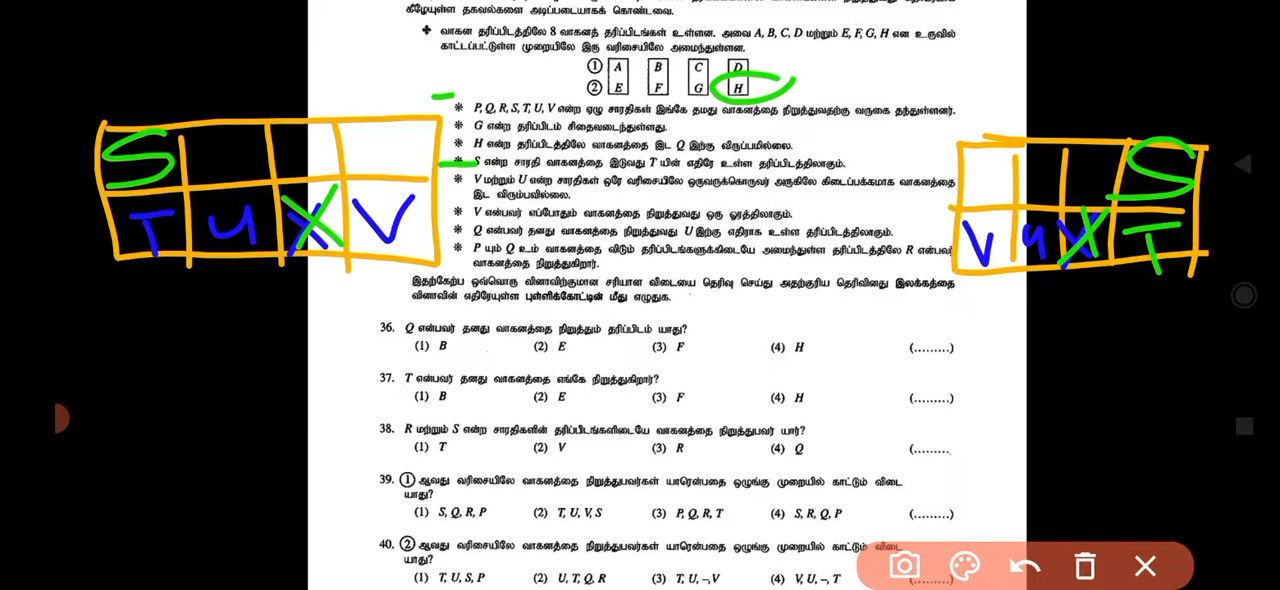 கீழேயுள்ள தகவல்களை அடிப்படையாகக் கொண்டவை.
❖ வாகன தரிப்பிடத்திலே 8 வாகனத் தரிப்பிடங்கள் உள்ளன. அவை A, B, C, D மற்றும் E, F, G, H என உருவில்
காட்டப்பட்டுள்ள முறையிலே இரு வரிசையிலே அமைந்துள்ளன.
① A B C D
② E F G H
* P, Q, R, S, T, U, V என்ற ஏழு சாரதிகள் இங்கே தமது வாகனத்தை நிறுத்துவதற்கு வருகை தந்துள்ளனர்.
* G என்ற தரிப்பிடம் சிதைவடைந்துள்ளது.
* H என்ற தரிப்பிடத்திலே வாகனத்தை இட Q இற்கு விருப்பமில்லை.
* S என்ற சாரதி வாகனத்தை இடுவது T யின் எதிரே உள்ள தரிப்பிடத்திலாகும்.
* V மற்றும் U என்ற சாரதிகள் ஒரே வரிசையிலே ஒருவருக்கொருவர் அருகிலே கிடைப்பக்கமாக வாகனத்தை
இட விரும்பவில்லை.
* V என்பவர் எப்போதும் வாகனத்தை நிறுத்துவது ஒரு ஓரத்திலாகும்.
* Q என்பவர் தனது வாகனத்தை நிறுத்துவது U இற்கு எதிராக உள்ள தரிப்பிடத்திலாகும்.
* P யும் Q உம் வாகனத்தை விடும் தரிப்பிடங்களுக்கிடையே அமைந்துள்ள தரிப்பிடத்திலே R என்பவர்
வாகனத்தை நிறுத்துகிறார்.
இதற்கேற்ப ஒவ்வொரு வினாவிற்குமான சரியான விடையை தெரிவு செய்து அதற்குரிய தெரிவினது இலக்கத்தை
வினாவின் எதிரேயுள்ள புள்ளிக்கோட்டின் மீது எழுதுக.
S
T U X V
S
V U X T
36. Q என்பவர் தனது வாகனத்தை நிறுத்தும் தரிப்பிடம் யாது?
(1) B (2) E (3) F (4) H (.........)
37. T என்பவர் தனது வாகனத்தை எங்கே நிறுத்துகிறார்?
(1) B (2) E (3) F (4) H (.........)
38. R மற்றும் S என்ற சாரதிகளின் தரிப்பிடங்களிடையே வாகனத்தை நிறுத்துபவர் யார்?
(1) T (2) V (3) R (4) Q (.........
39. ① ஆவது வரிசையிலே வாகனத்தை நிறுத்துபவர்கள் யாரென்பதை ஒழுங்கு முறையில் காட்டும் விடை
யாது?
(1) S, Q, R, P (2) T, U, V, S (3) P, Q, R, T (4) S, R, Q, P (.........)
40. ② ஆவது வரிசையிலே வாகனத்தை நிறுத்துபவர்கள் யாரென்பதை ஒழுங்கு முறையில் காட்டும் விடை
யாது?
(1) T, U, S, P (2) U, T, Q, R (3) T, U, –, V (4) V, U, –, T (.........)